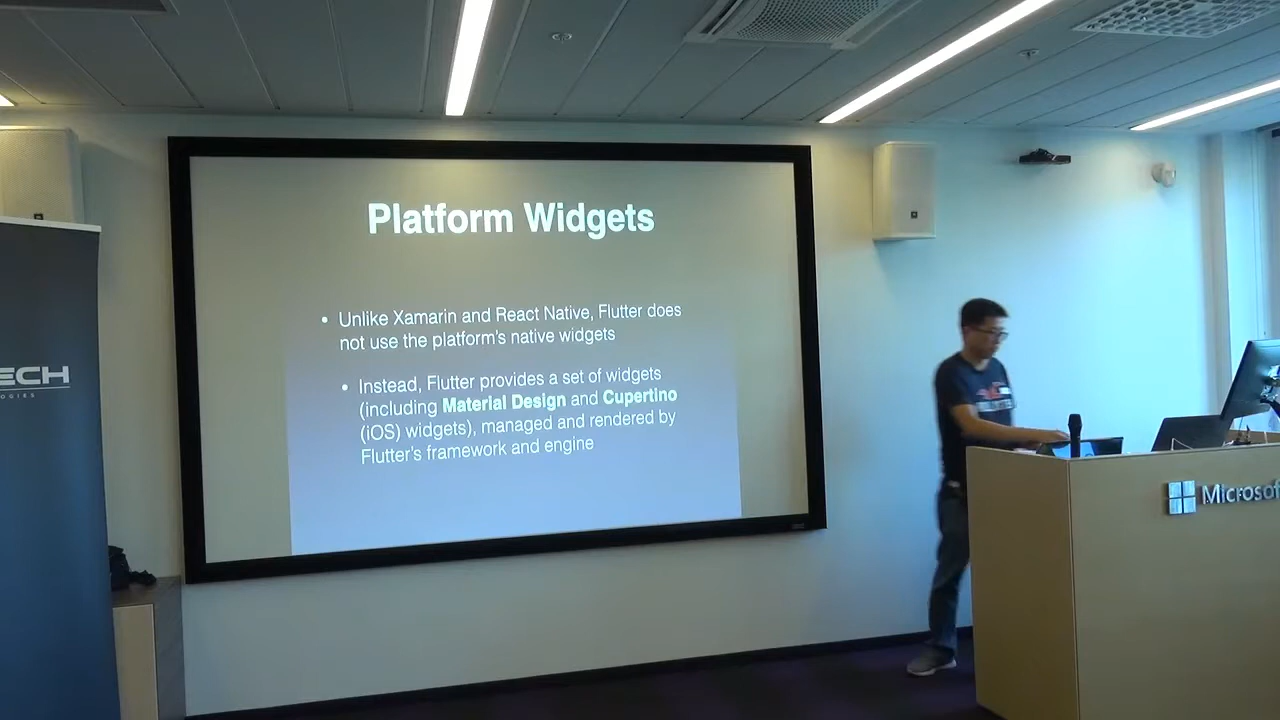 Platform Widgets
• Unlike Xamarin and React Native, Flutter does
not use the platform's native widgets
• Instead, Flutter provides a set of widgets
(including Material Design and Cupertino
(iOS) widgets), managed and rendered by
Flutter's framework and engine
ECH
OGIES
Microsof